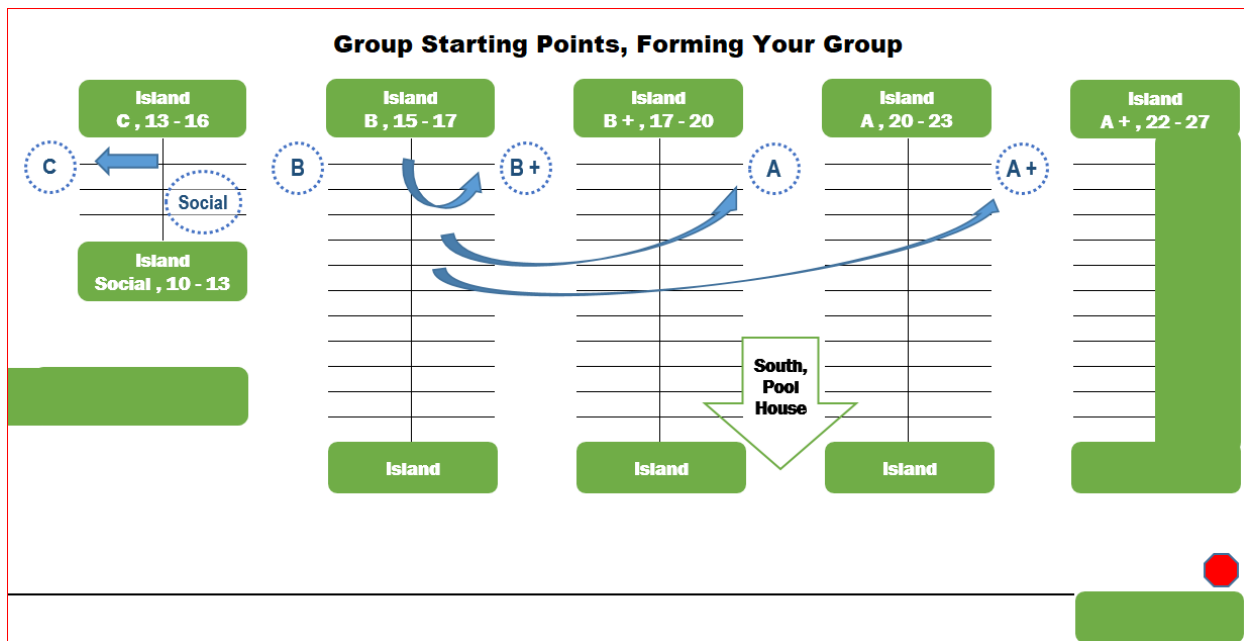 Group Starting Points, Forming Your Group
Island
C , 13 - 16
Island
B , 15 - 17
Island
B + , 17 - 20
Island
A , 20 - 23
Island
A + , 22 - 27
C
B
B +
A
A +
Social
Island
Social , 10 - 13
South,
Pool
House
Island
Island
Island